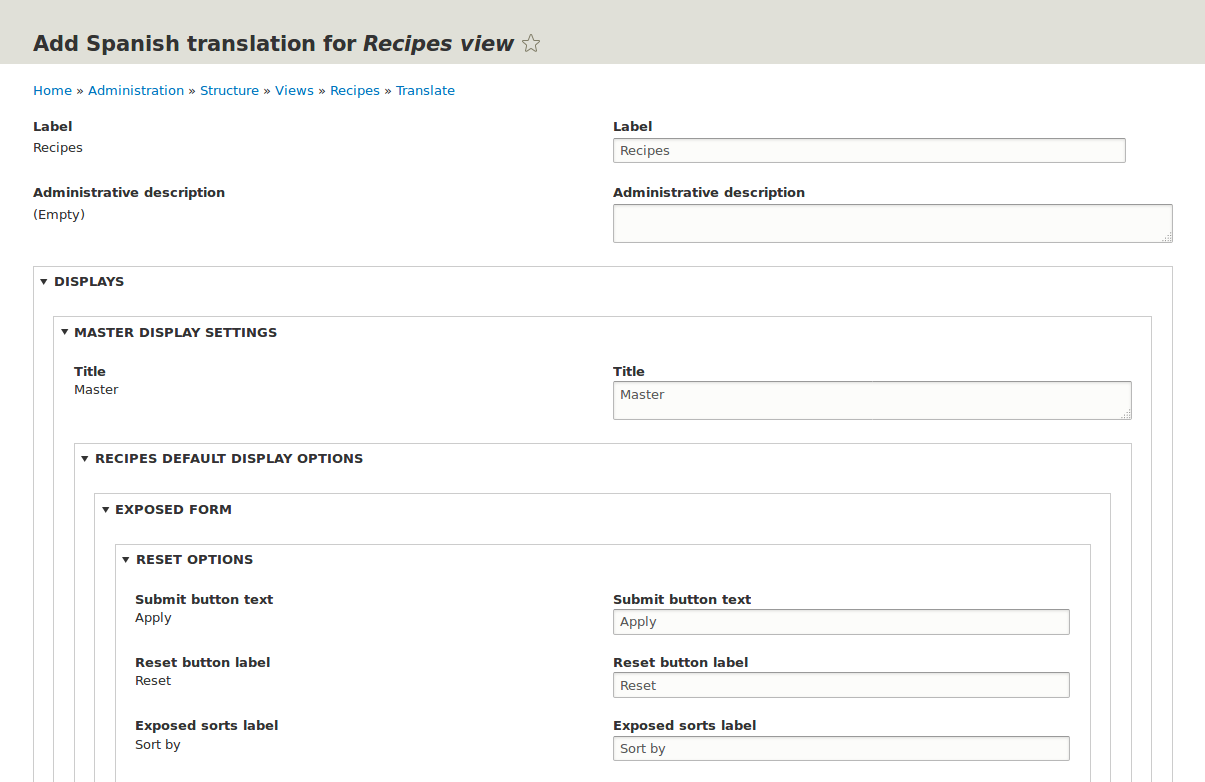 Add Spanish translation for Recipes view
Home » Administration » Structure » Views » Recipes » Translate
Label
Label
Recipes
Recipes
Administrative description
Administrative description
(Empty)
DISPLAYS
MASTER DISPLAY SETTINGS
Title
Title
Master
Master
RECIPES DEFAULT DISPLAY OPTIONS
EXPOSED FORM
RESET OPTIONS
Submit button text
Submit button text
Apply
Apply
Reset button label
Reset button label
Reset
Reset
Exposed sorts label
Exposed sorts label
Sort by
Sort by